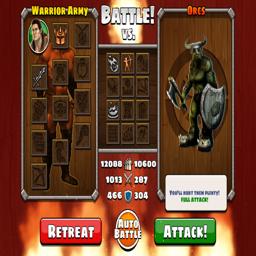 Warrior Army
Battle!
Orcs
vs.
12088 10600
1013 287
466 304
You'll hurt them plenty!
Full attack!
Retreat
Auto
Battle
Attack!